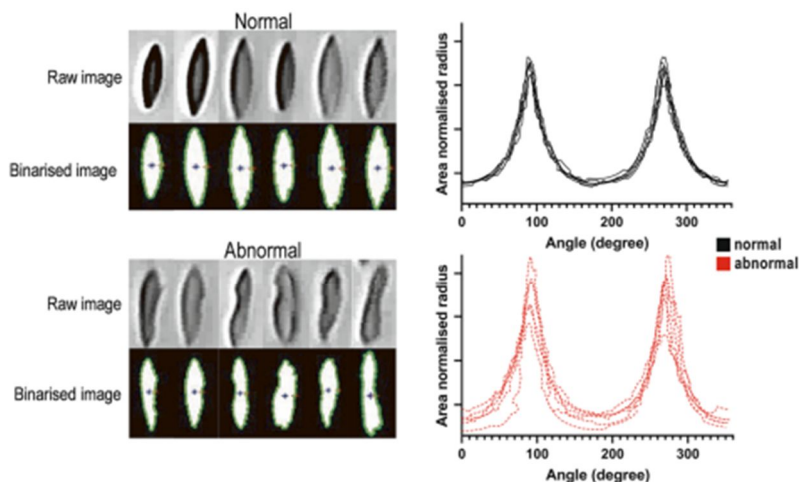 Normal
Raw image
Binarised image
Area normalised radius
0 100 200 300
Angle (degree)
normal
abnormal
Abnormal
Raw image
Binarised image
Area normalised radius
0 100 200 300
Angle (degree)